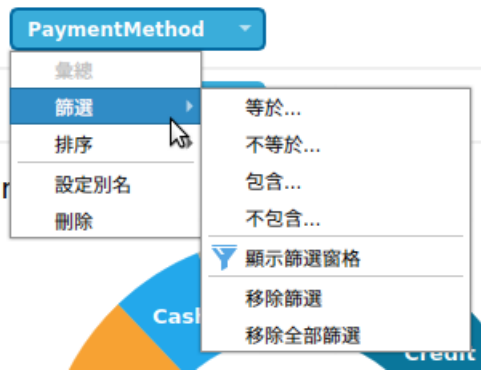 PaymentMethod
彙總
篩選
排序
設定別名
刪除
等於...
不等於...
包含...
不包含...
顯示篩選窗格
移除篩選
移除全部篩選
Cash
Credit